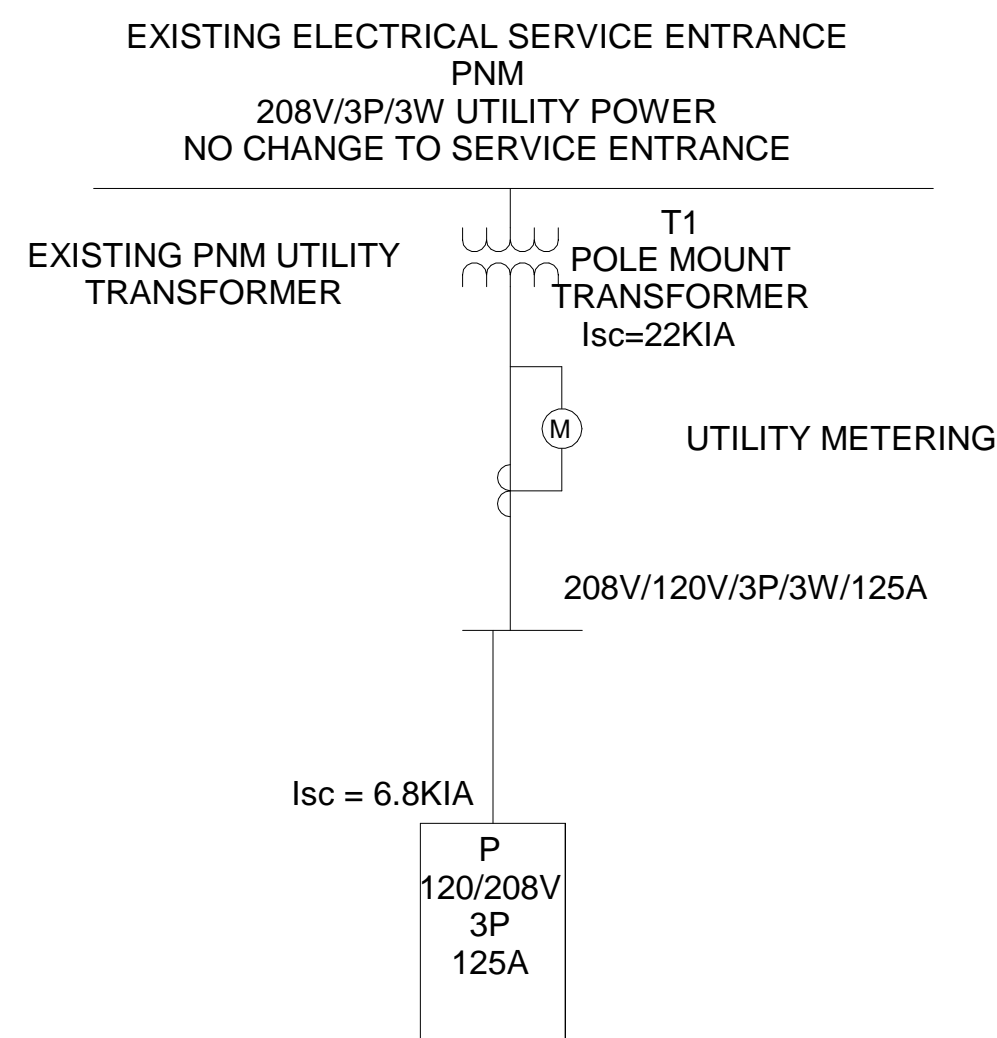 EXISTING ELECTRICAL SERVICE ENTRANCE
PNM
208V/3P/3W UTILITY POWER
NO CHANGE TO SERVICE ENTRANCE
EXISTING PNM UTILITY
TRANSFORMER
T1
POLE MOUNT
TRANSFORMER
Isc=22KIA
M
UTILITY METERING
208V/120V/3P/3W/125A
Isc = 6.8KIA
P
120/208V
3P
125A